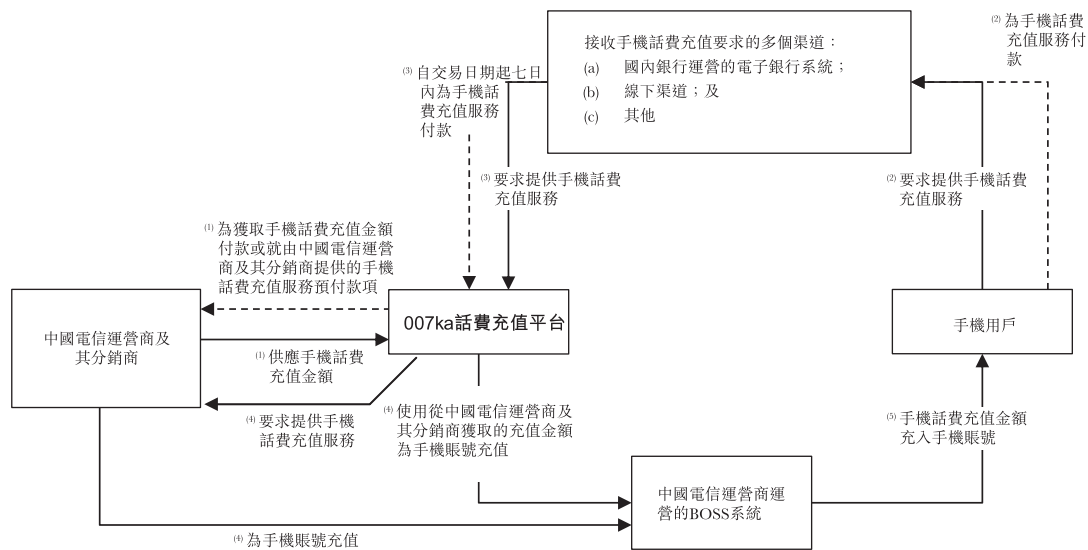 接收手機話費充值要求的多個渠道：
(a) 國內銀行運營的電子銀行系統；
(b) 線下渠道；及
(c) 其他
(2) 為手機話費
充值服務付
款
(3) 自交易日期起七日
內為手機話
費充值服務
付款
(3) 要求提供手機話費
充值服務
(2) 要求提供手機話費
充值服務
(1) 為獲取手機話費充值金額
付款或就由中國電信運營
商及其分銷商提供的手機
話費充值服務預付款項
中國電信運營商及
其分銷商
007ka話費充值平台
手機用戶
(1) 供應手機話費
充值金額
(4) 要求提供手機
話費充值服務
(4) 使用從中國電信運營商及
其分銷商獲取的充值金額
為手機賬號充值
(5) 手機話費充值金額
充入手機賬號
中國電信運營商運
營的BOSS系統
(4) 為手機賬號充值